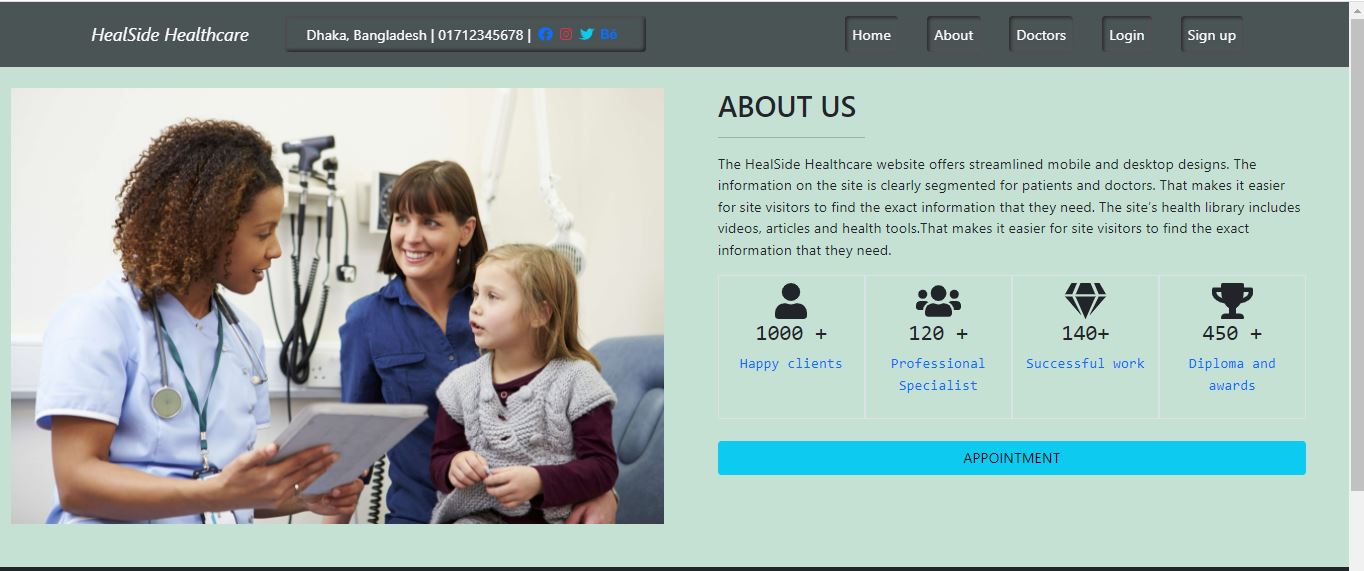 HealSide Healthcare
Dhaka, Bangladesh | 01712345678 |
Bē
Home
About
Doctors
Login
Sign up
ABOUT US
The HealSide Healthcare website offers streamlined mobile and desktop designs. The
information on the site is clearly segmented for patients and doctors. That makes it easier
for site visitors to find the exact information that they need. The site's health library includes
videos, articles and health tools.That makes it easier for site visitors to find the exact
information that they need.
1000 +
Happy clients
120 +
Professional
Specialist
140+
Successful work
450 +
Diploma and
awards
APPOINTMENT